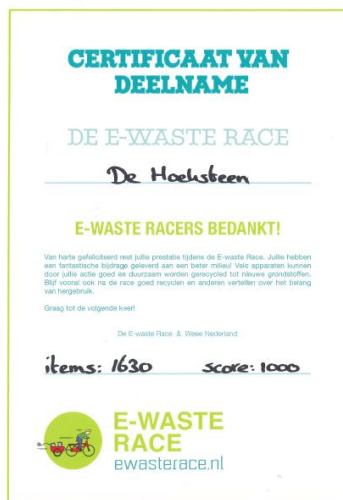 CERTIFICAAT VAN
DEELNAME
DE E-WASTE RACE
De Hoeksteen
E-WASTE RACERS BEDANKT!
Van harte gefeliciteerd met jullie prestatie tijdens de E-waste Race. Jullie hebben
een fantastische bijdrage geleverd aan een beter milieu! Vele apparaten kunnen
door jullie actie goed en duurzaam worden gerecycled tot nieuwe grondstoffen.
Blijf vooral ook na de race goed recyclen en anderen vertellen over het belang
van hergebruik.
Graag tot de volgende keer!
De E-waste Race & Weee Nederland
items: 1630 score: 1000
E-WASTE
RACE
ewasterace.nl